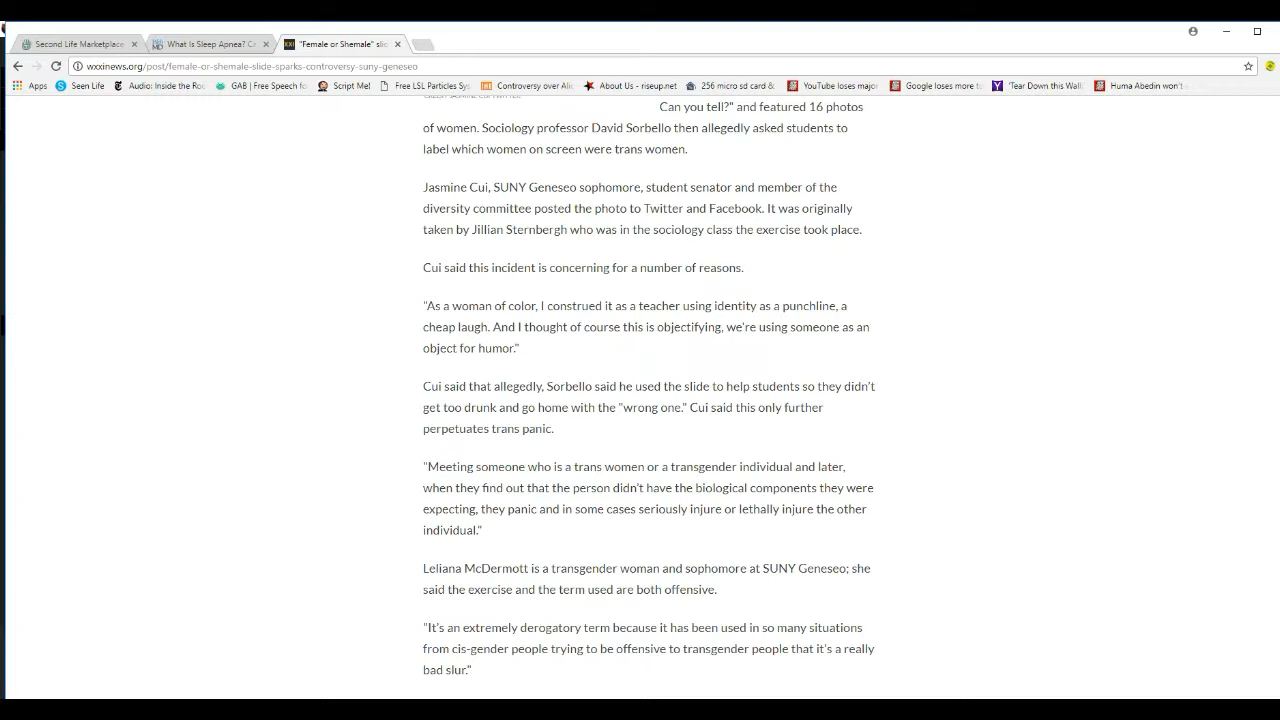 Second Life Marketplace
What Is Sleep Apnea? Ca
"Female or Shemale" slid
wxxinews.org/post/female-or-shemale-slide-sparks-controversy-suny-geneseo
Apps Seen Life Audio: Inside the Rou GAB | Free Speech fo Script Me! Free LSL Particles Sys Controversy over Alic About Us - riseup.net 256 micro sd card & YouTube loses major Google loses more to 'Tear Down this Wall' Huma Abedin won't
Can you tell?" and featured 16 photos
of women. Sociology professor David Sorbello then allegedly asked students to
label which women on screen were trans women.
Jasmine Cui, SUNY Geneseo sophomore, student senator and member of the
diversity committee posted the photo to Twitter and Facebook. It was originally
taken by Jillian Sternbergh who was in the sociology class the exercise took place.
Cui said this incident is concerning for a number of reasons.
"As a woman of color, I construed it as a teacher using identity as a punchline, a
cheap laugh. And I thought of course this is objectifying, we're using someone as an
object for humor."
Cui said that allegedly, Sorbello said he used the slide to help students so they didn't
get too drunk and go home with the "wrong one." Cui said this only further
perpetuates trans panic.
"Meeting someone who is a trans women or a transgender individual and later,
when they find out that the person didn't have the biological components they were
expecting, they panic and in some cases seriously injure or lethally injure the other
individual."
Leliana McDermott is a transgender woman and sophomore at SUNY Geneseo; she
said the exercise and the term used are both offensive.
"It's an extremely derogatory term because it has been used in so many situations
from cis-gender people trying to be offensive to transgender people that it's a really
bad slur."